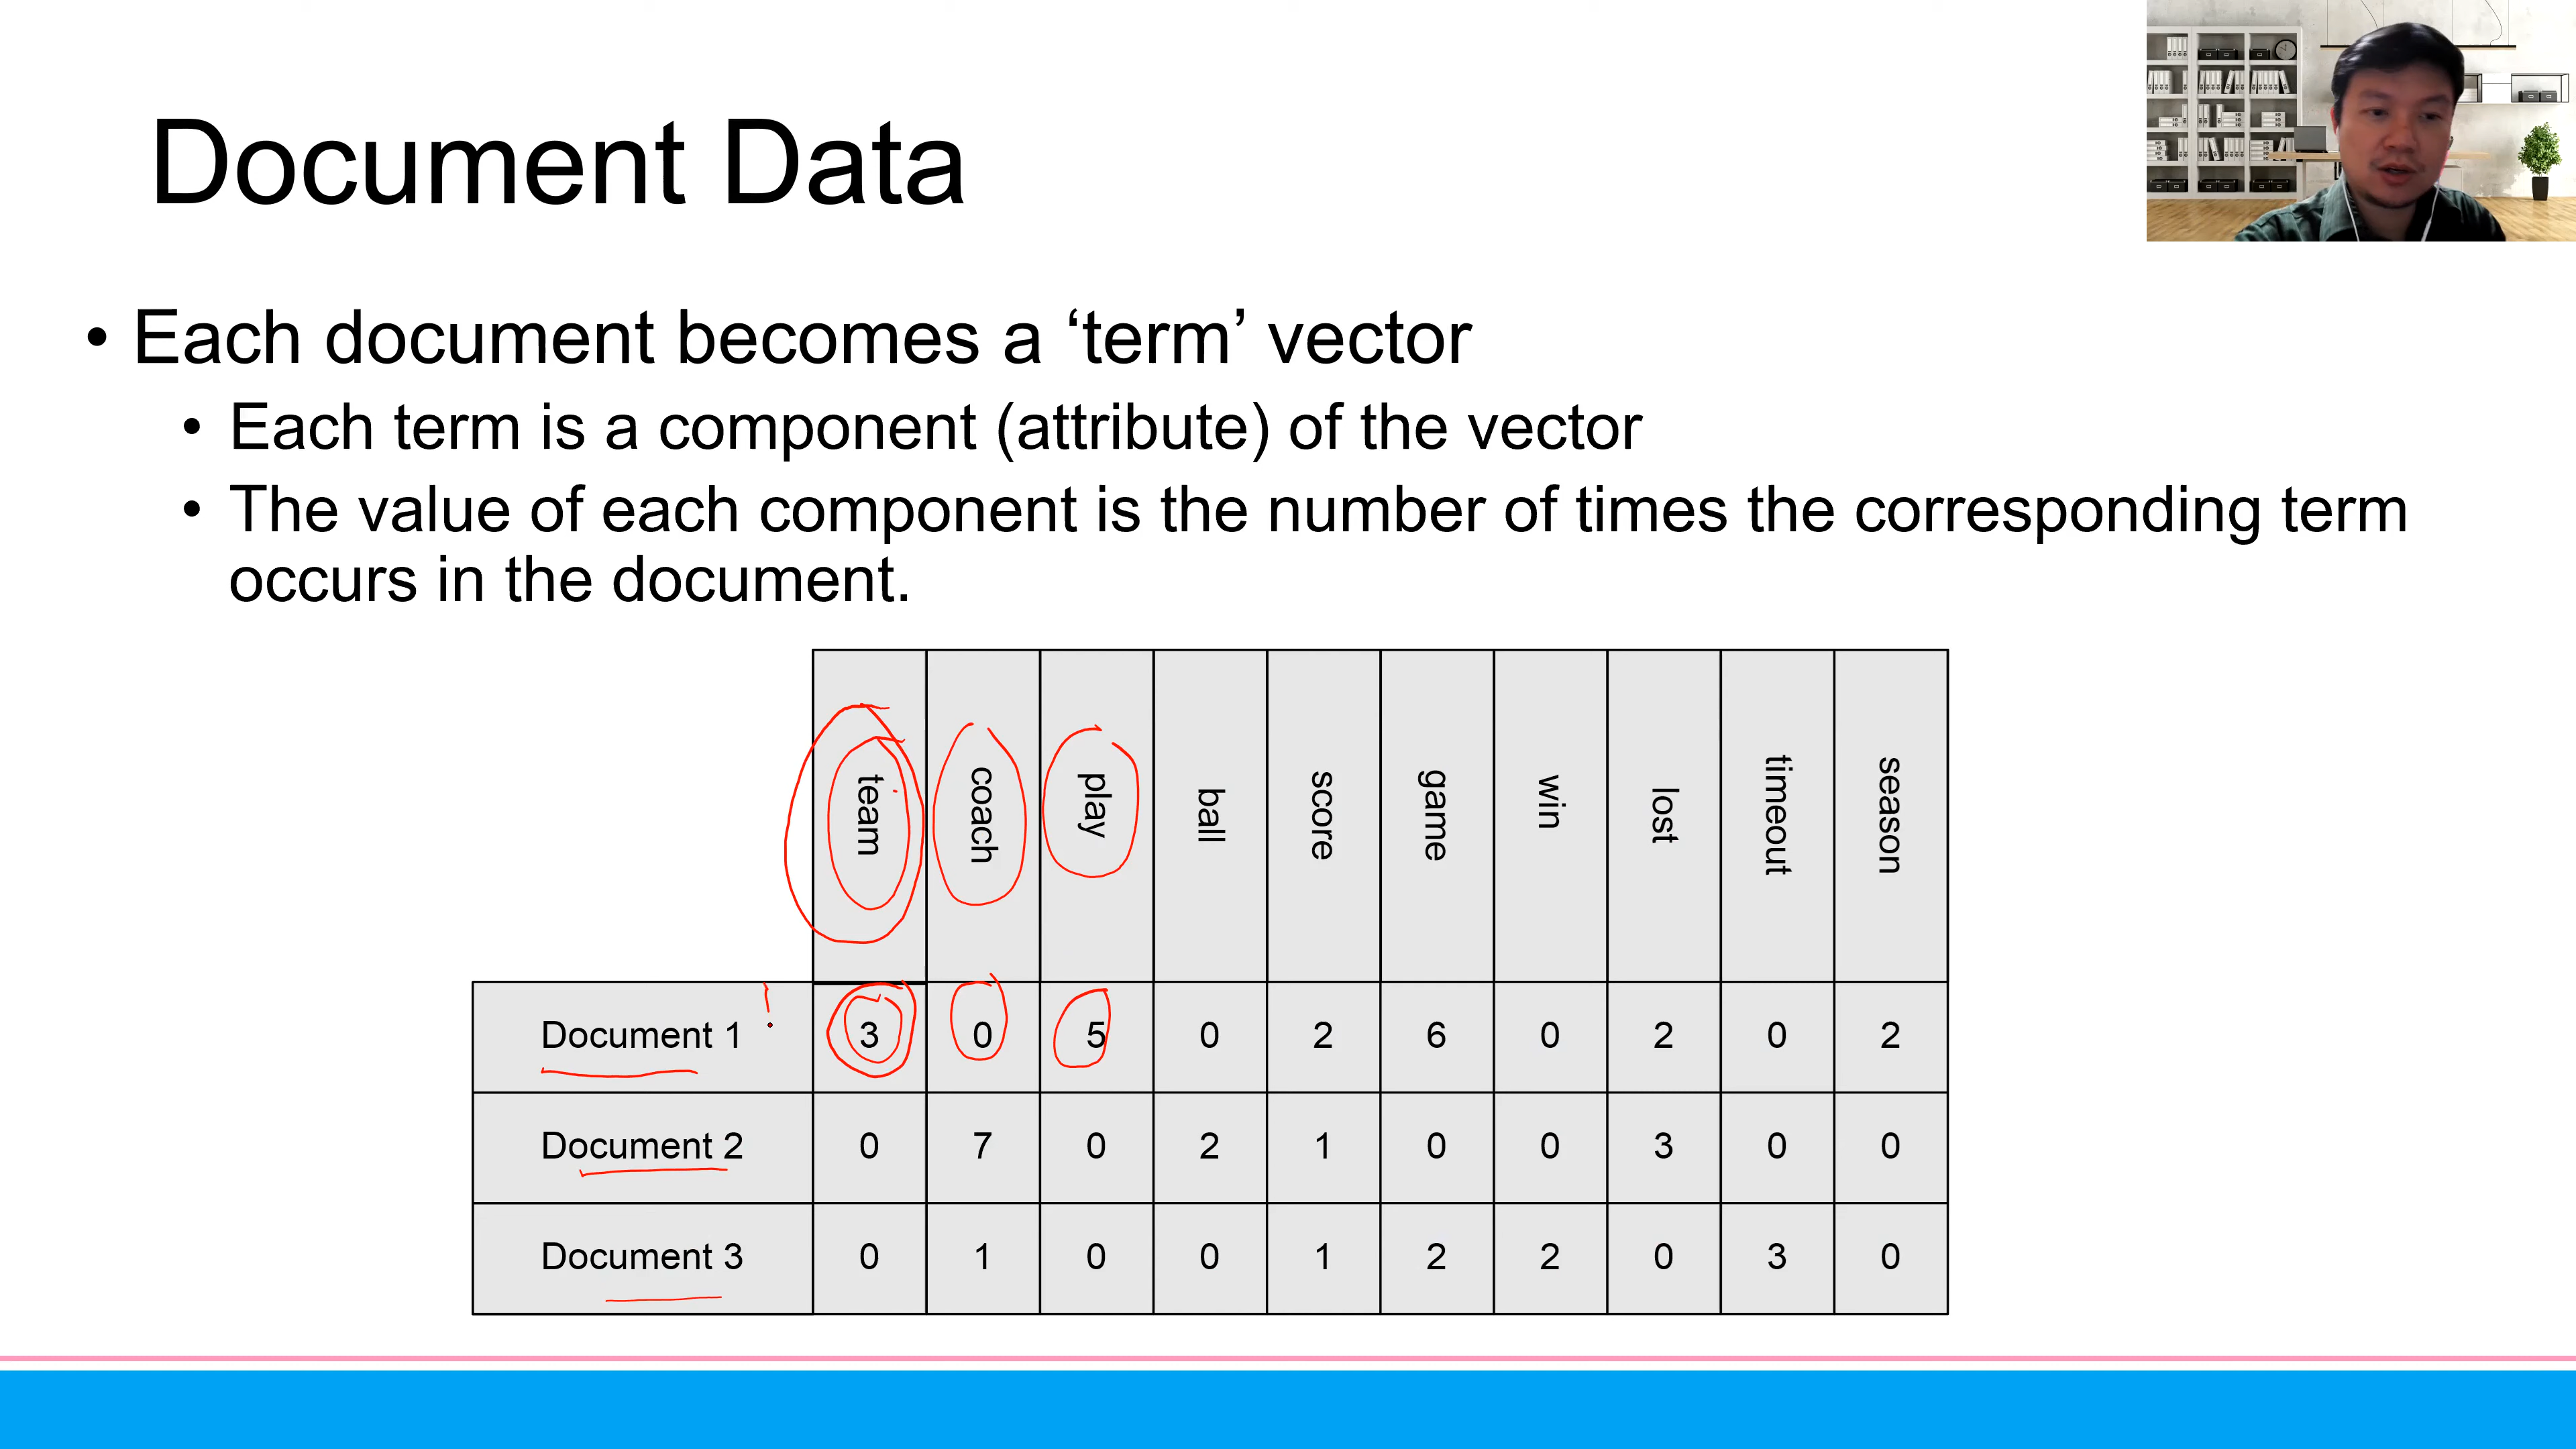 Document Data
• Each document becomes a ‘term’ vector
• Each term is a component (attribute) of the vector
• The value of each component is the number of times the corresponding term
occurs in the document.
team coach play ball score game win lost timeout season
Document 1 3 0 5 0 2 6 0 2 0 2
Document 2 0 7 0 2 1 0 0 3 0 0
Document 3 0 1 0 0 1 2 2 0 3 0